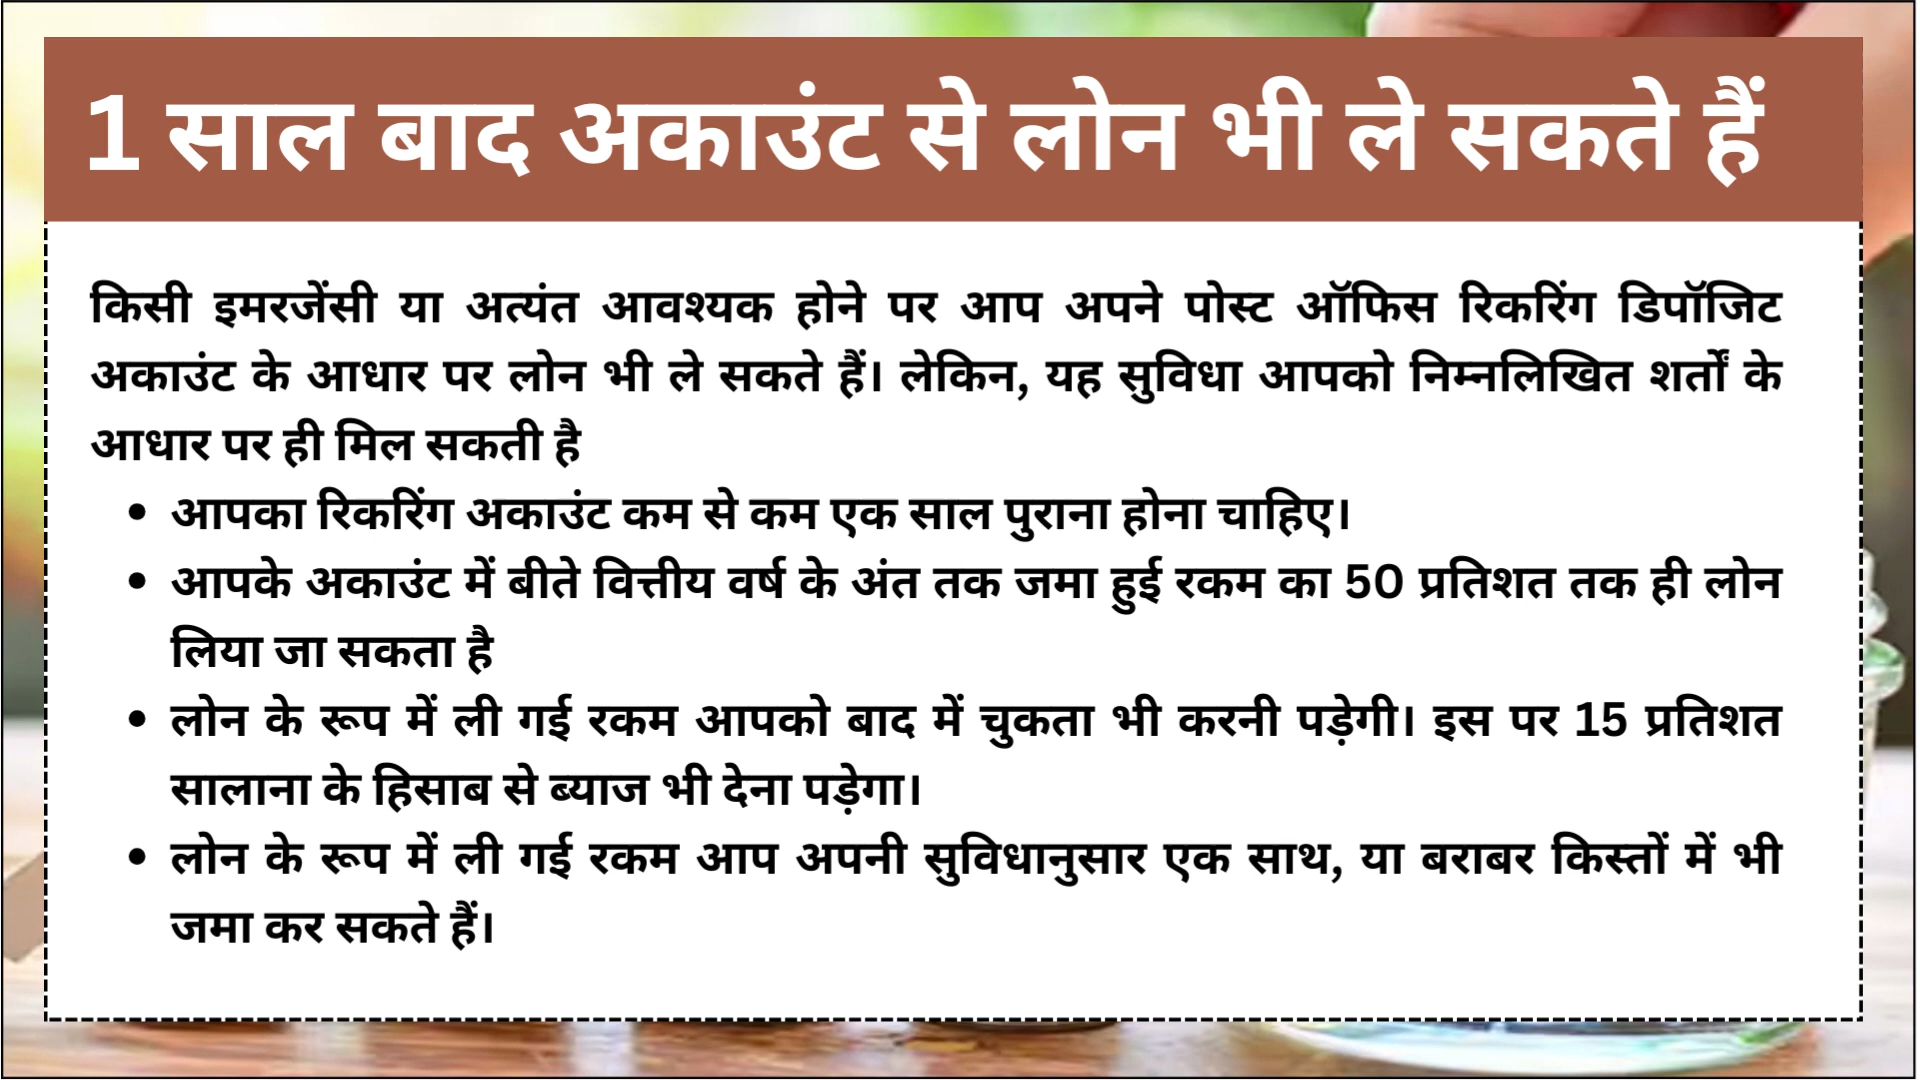 1 साल बाद अकाउंट से लोन भी ले सकते हैं
किसी इमरजेंसी या अत्यंत आवश्यक होने पर आप अपने पोस्ट ऑफिस रिकरिंग डिपॉजिट
अकाउंट के आधार पर लोन भी ले सकते हैं। लेकिन, यह सुविधा आपको निम्नलिखित शर्तों के
आधार पर ही मिल सकती है
• आपका रिकरिंग अकाउंट कम से कम एक साल पुराना होना चाहिए।
• आपके अकाउंट में बीते वित्तीय वर्ष के अंत तक जमा हुई रकम का 50 प्रतिशत तक ही लोन
लिया जा सकता है
• लोन के रूप में ली गई रकम आपको बाद में चुकता भी करनी पड़ेगी। इस पर 15 प्रतिशत
सालाना के हिसाब से ब्याज भी देना पड़ेगा।
• लोन के रूप में ली गई रकम आप अपनी सुविधानुसार एक साथ, या बराबर किस्तों में भी
जमा कर सकते हैं।